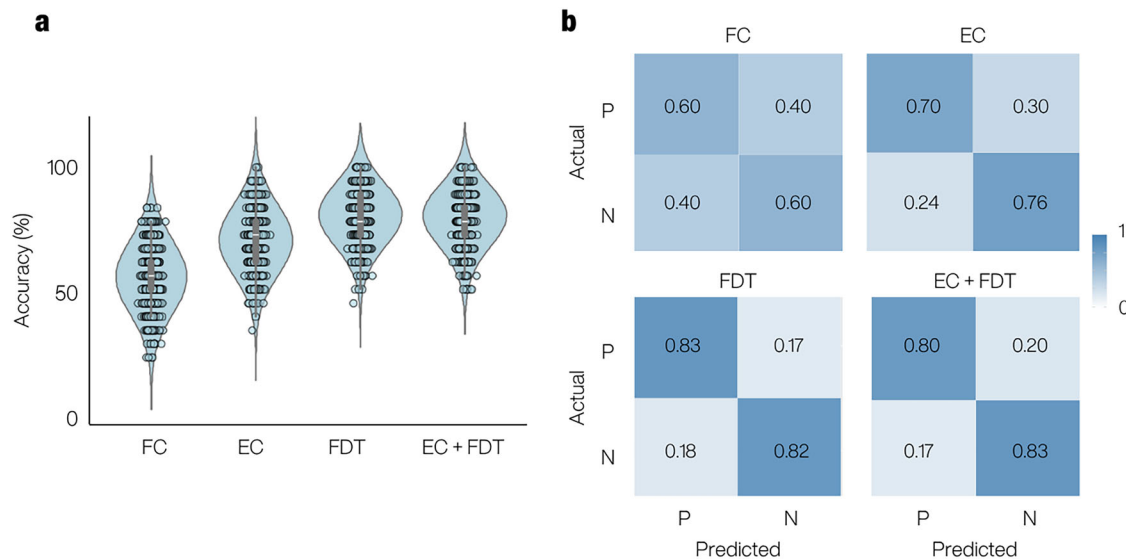 a
Accuracy (%)
100
50
0
FC
EC
FDT
EC + FDT
b
FC
EC
Actual
P
0.60
0.40
0.70
0.30
N
0.40
0.60
0.24
0.76
1
0
FDT
EC + FDT
Actual
P
0.83
0.17
0.80
0.20
N
0.18
0.82
0.17
0.83
P
N
P
N
Predicted
Predicted